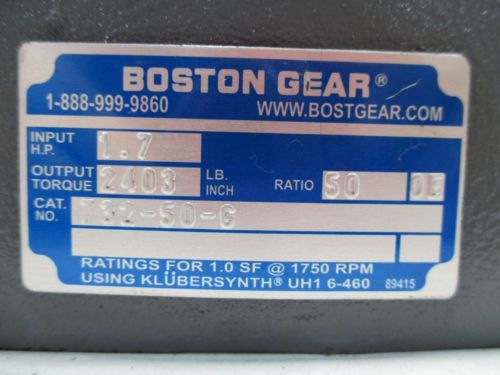 BOSTON GEAR®
1-888-999-9860 WWW.BOSTGEAR.COM
INPUT H.P. 1.7
OUTPUT TORQUE 2403 LB. INCH RATIO 50
CAT. NO. 732-50-G
RATINGS FOR 1.0 SF @ 1750 RPM
USING KLÜBERSYNTH® UH1 6-460 89415